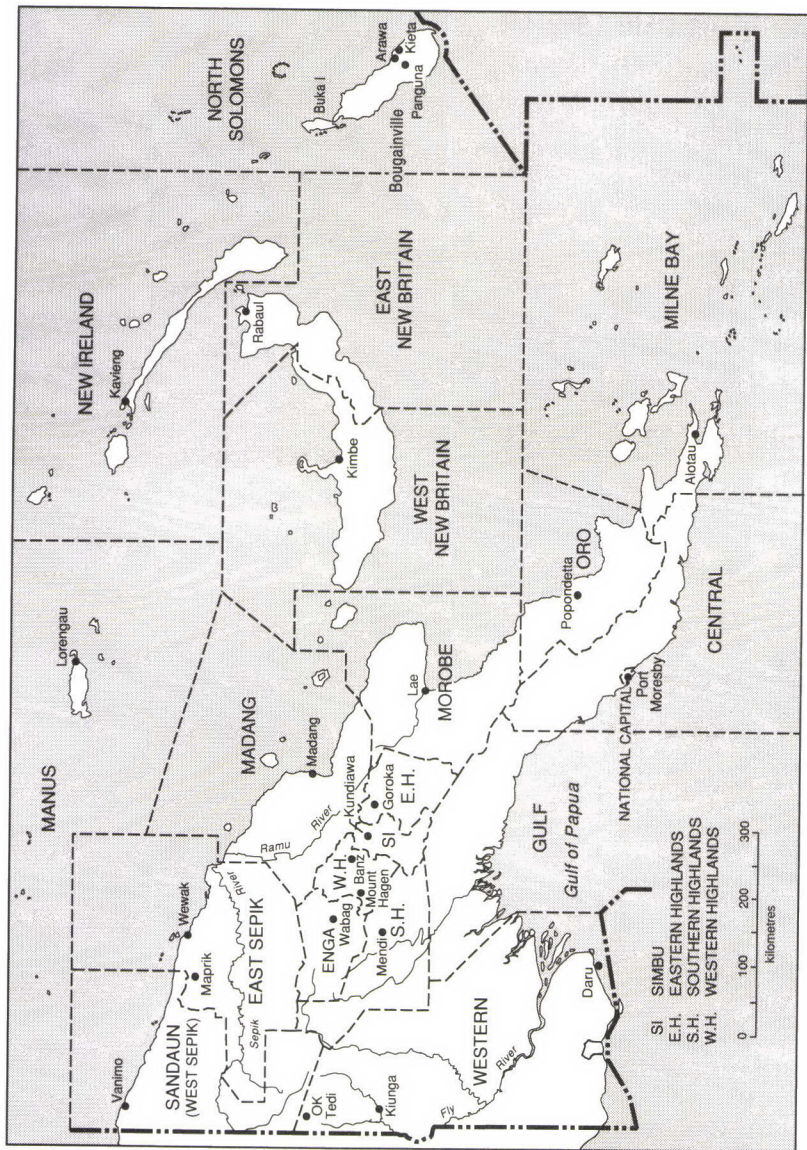 MANUS
Lorengau
NEW IRELAND
Kavieng
NORTH
SOLOMONS
Buka I
Arawa
Kieta
Panguna
Bougainville
Vanimo
SANDAUN
(WEST SEPIK)
Maprik
Wewak
EAST SEPIK
Sepik
River
MADANG
Madang
Ramu
River
Rabaul
EAST
NEW BRITAIN
Kimbe
WEST
NEW BRITAIN
OK
Tedi
Kiunga
ENGA
Wabag
W.H.
Banz
Mount
Hagen
Mendi
S.H.
Kundiawa
SI
Goroka
E.H.
Lae
MOROBE
WESTERN
Fly
River
Daru
GULF
Gulf of Papua
NATIONAL CAPITAL
Port
Moresby
CENTRAL
Popondetta
ORO
MILNE BAY
Alotau
SI SIMBU
E.H. EASTERN HIGHLANDS
S.H. SOUTHERN HIGHLANDS
W.H. WESTERN HIGHLANDS
0 100 200 300
kilometres